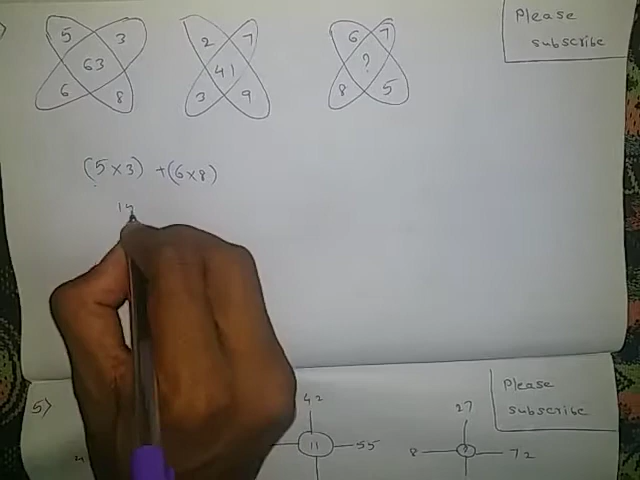 5 3 2 7 6 7
63 41 ?
6 8 3 9 8 5
Please
subscribe
(5×3) +(6×8)
15
5>
42
11 55
27
8 72
Please
subscribe